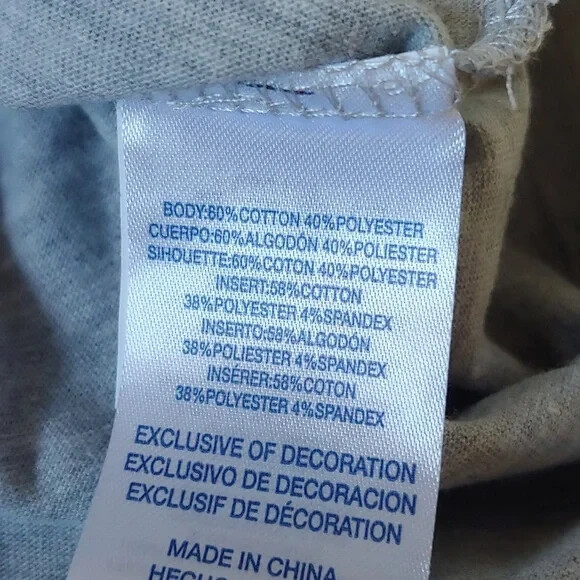 BODY:60%COTTON 40%POLYESTER
CUERPO:60%ALGODÓN 40%POLIESTER
SIHOUETTE:60%COTON 40%POLYESTER
INSERT:58%COTTON
38%POLYESTER 4%SPANDEX
INSERTO:58%ALGODÓN
38%POLIESTER 4%SPANDEX
INSÉRER:58%COTON
38%POLYESTER 4%SPANDEX
EXCLUSIVE OF DECORATION
EXCLUSIVO DE DECORACION
EXCLUSIF DE DÉCORATION
MADE IN CHINA